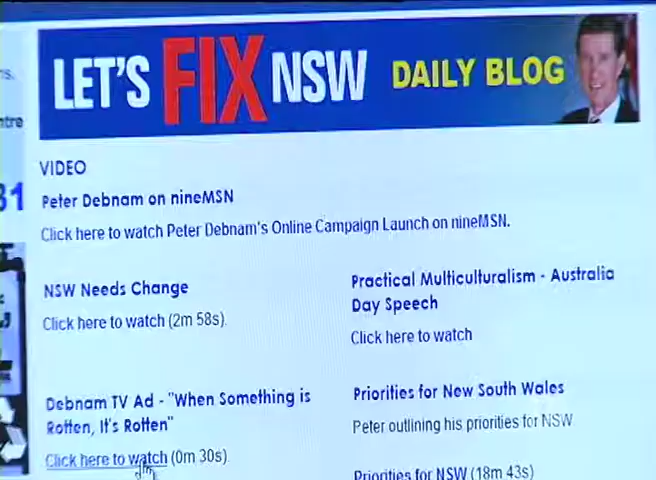 LET'S FIX NSW DAILY BLOG
VIDEO
Peter Debnam on nineMSN
Click here to watch Peter Debnam's Online Campaign Launch on nineMSN.
NSW Needs Change
Click here to watch (2m 58s).
Practical Multiculturalism - Australia
Day Speech
Click here to watch
Debnam TV Ad - "When Something is
Rotten, It's Rotten"
Click here to watch (0m 30s)
Priorities for New South Wales
Peter outlining his priorities for NSW
Priorities for NSW (18m 43s)